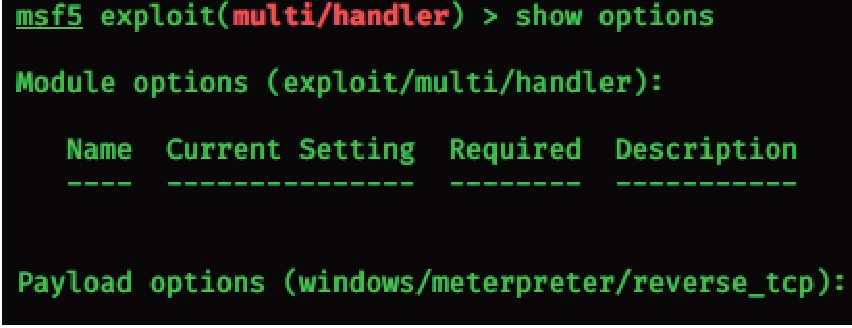 msf5 exploit(multi/handler) > show options
Module options (exploit/multi/handler):
Name Current Setting Required Description
---- --------------- -------- -----------
Payload options (windows/meterpreter/reverse_tcp):